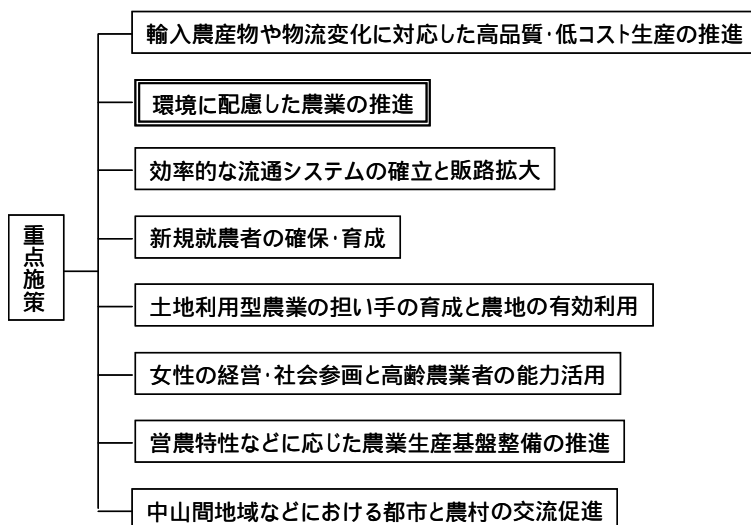 輸入農産物や物流変化に対応した高品質・低コスト生産の推進
環境に配慮した農業の推進
効率的な流通システムの確立と販路拡大
新規就農者の確保・育成
重点施策
土地利用型農業の担い手の育成と農地の有効利用
女性の経営・社会参画と高齢農業者の能力活用
営農特性などに応じた農業生産基盤整備の推進
中山間地域などにおける都市と農村の交流促進